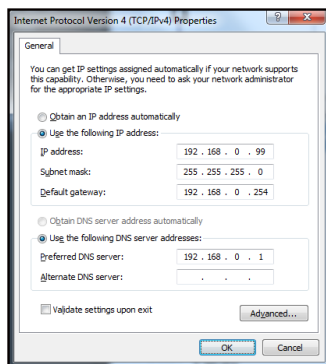 Internet Protocol Version 4 (TCP/IPv4) Properties
General
You can get IP settings assigned automatically if your network supports
this capability. Otherwise, you need to ask your network administrator
for the appropriate IP settings.
Obtain an IP address automatically
Use the following IP address:
IP address: 192 . 168 . 0 . 99
Subnet mask: 255 . 255 . 255 . 0
Default gateway: 192 . 168 . 0 . 254
Obtain DNS server address automatically
Use the following DNS server addresses:
Preferred DNS server: 192 . 168 . 0 . 1
Alternate DNS server: . . .
Validate settings upon exit
Advanced...
OK Cancel